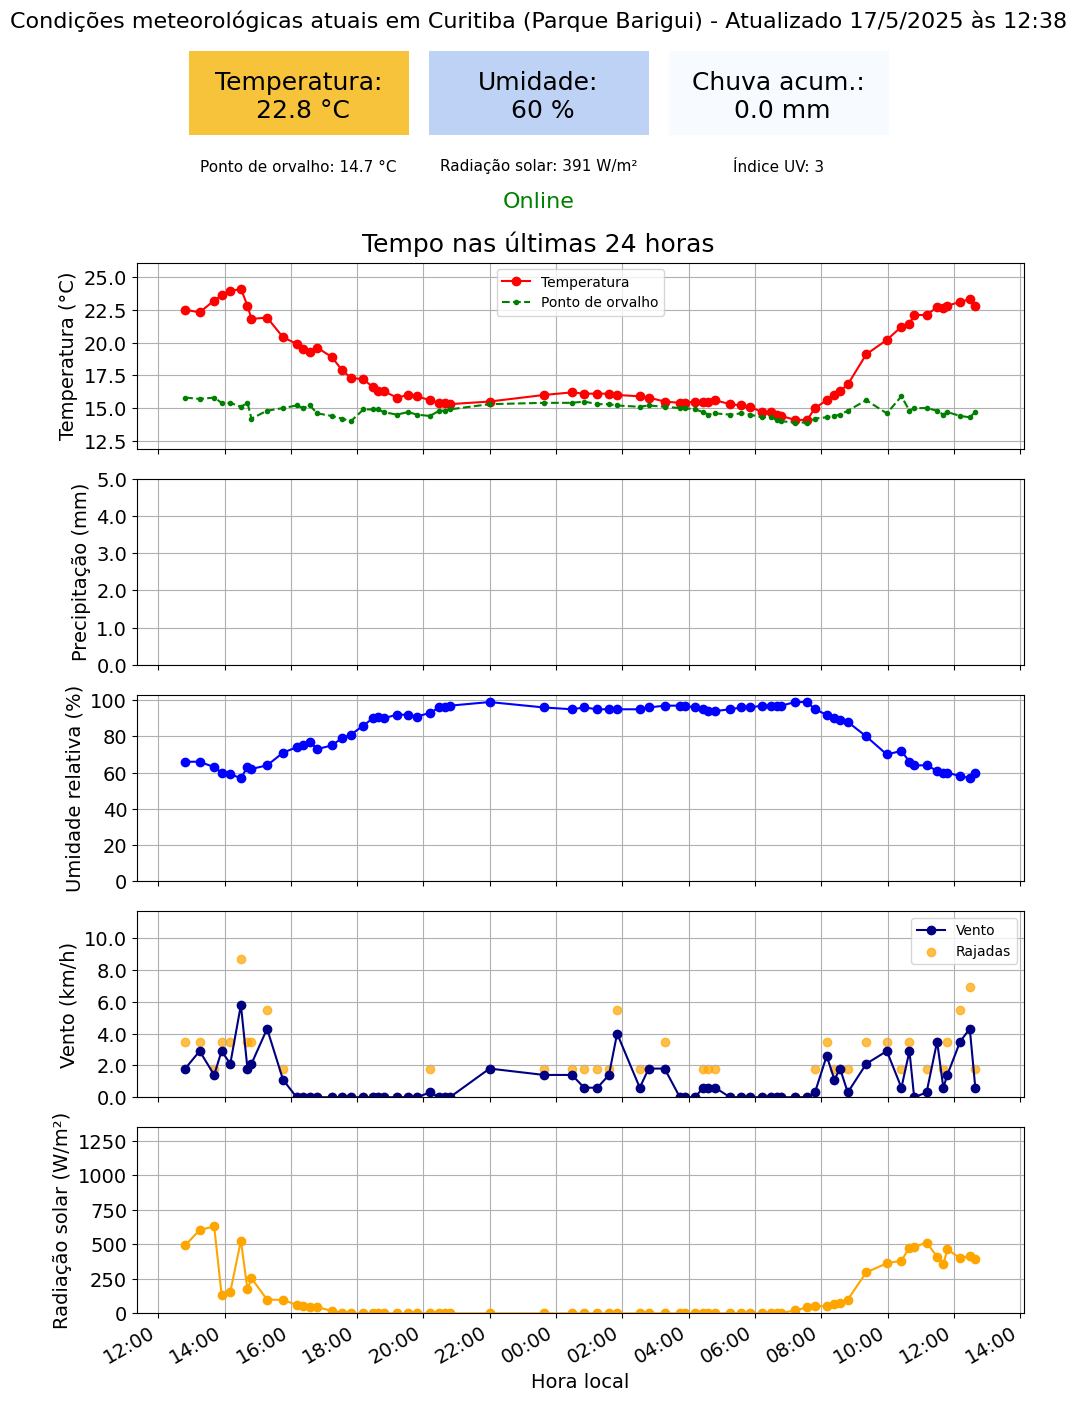 Condições meteorológicas atuais em Curitiba (Parque Barigui) - Atualizado 17/5/2025 às 12:38
Temperatura:
22.8 °C
Umidade:
60 %
Chuva acum.:
0.0 mm
Ponto de orvalho: 14.7 °C
Radiação solar: 391 W/m²
Índice UV: 3
Online
Tempo nas últimas 24 horas
Temperatura (°C)
25.0
22.5
20.0
17.5
15.0
12.5
Temperatura
Ponto de orvalho
Precipitação (mm)
5.0
4.0
3.0
2.0
1.0
0.0
Umidade relativa (%)
100
80
60
40
20
0
Vento (km/h)
10.0
8.0
6.0
4.0
2.0
0.0
Vento
Rajadas
Radiação solar (W/m²)
1250
1000
750
500
250
0
12:00
14:00
16:00
18:00
20:00
22:00
00:00
02:00
04:00
06:00
08:00
10:00
12:00
14:00
Hora local